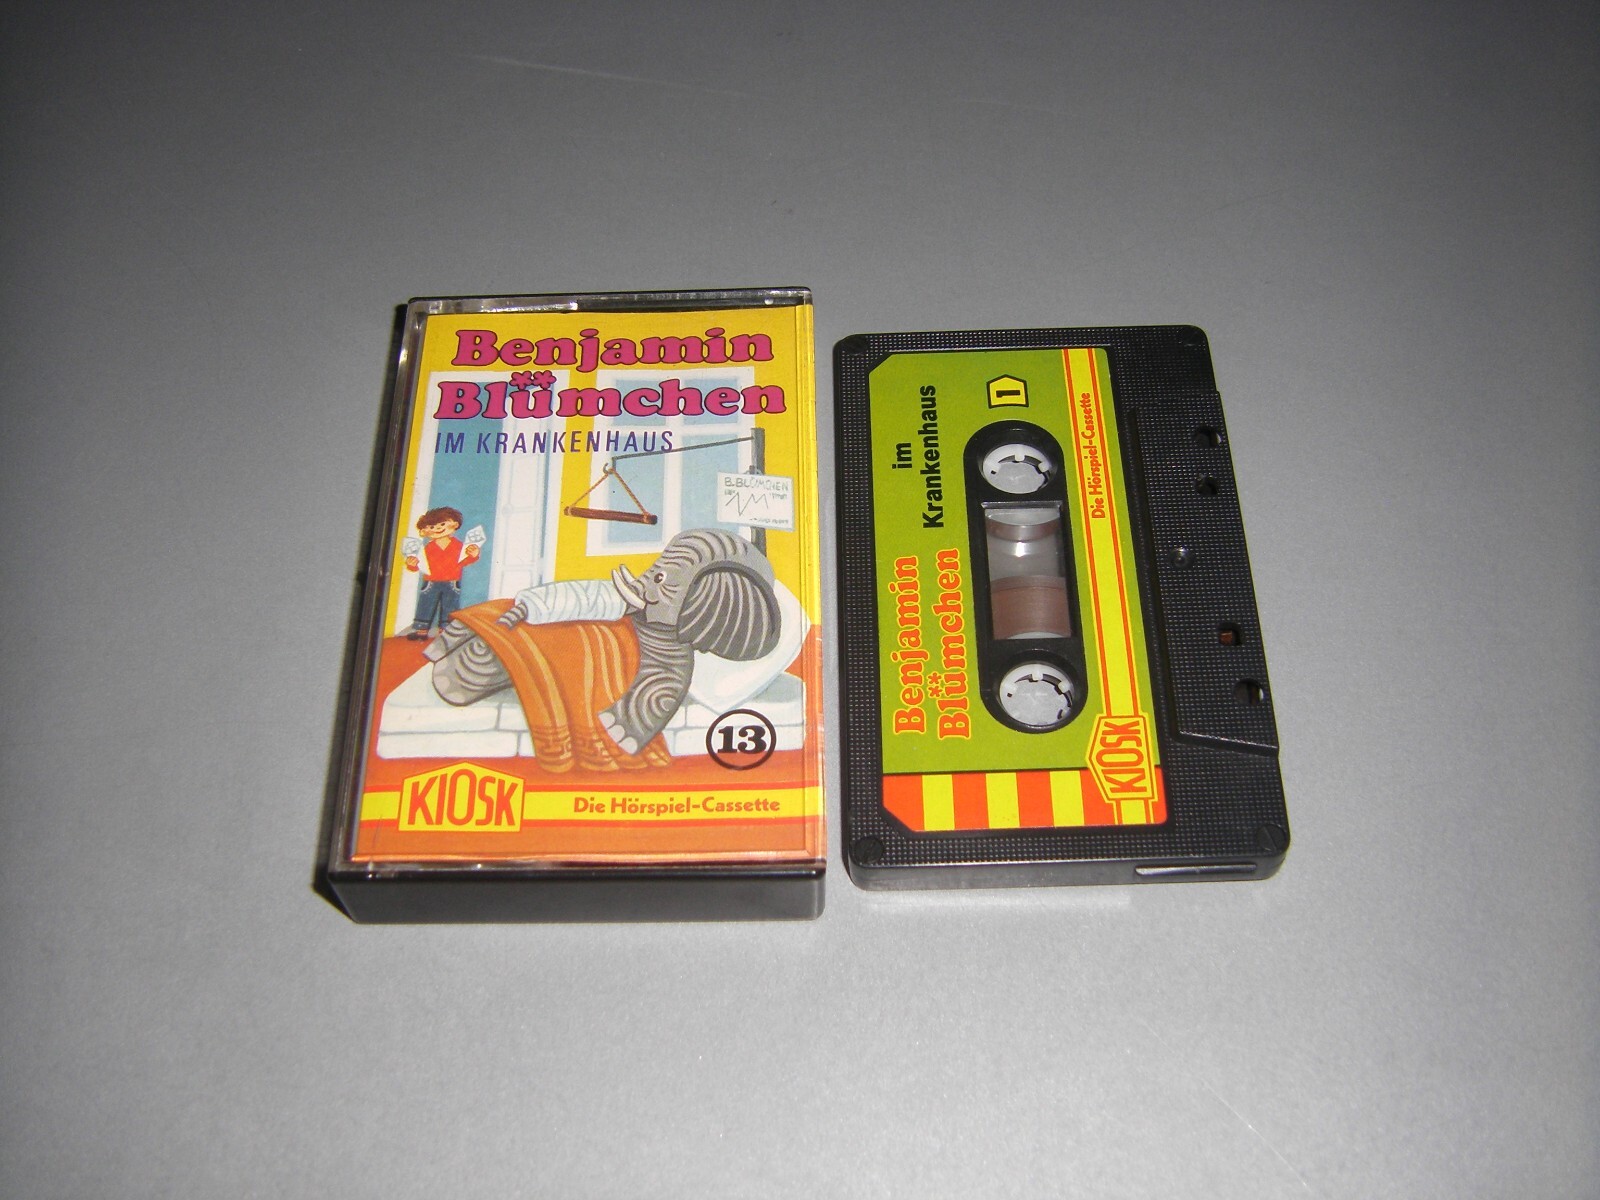 Benjamin
Blümchen
IM KRANKENHAUS
B.BLÜMCHEN
13
KIOSK
Die Hörspiel-Cassette
Benjamin
Blümchen
im
Krankenhaus
1
Die Hörspiel-Cassette
KIOSK